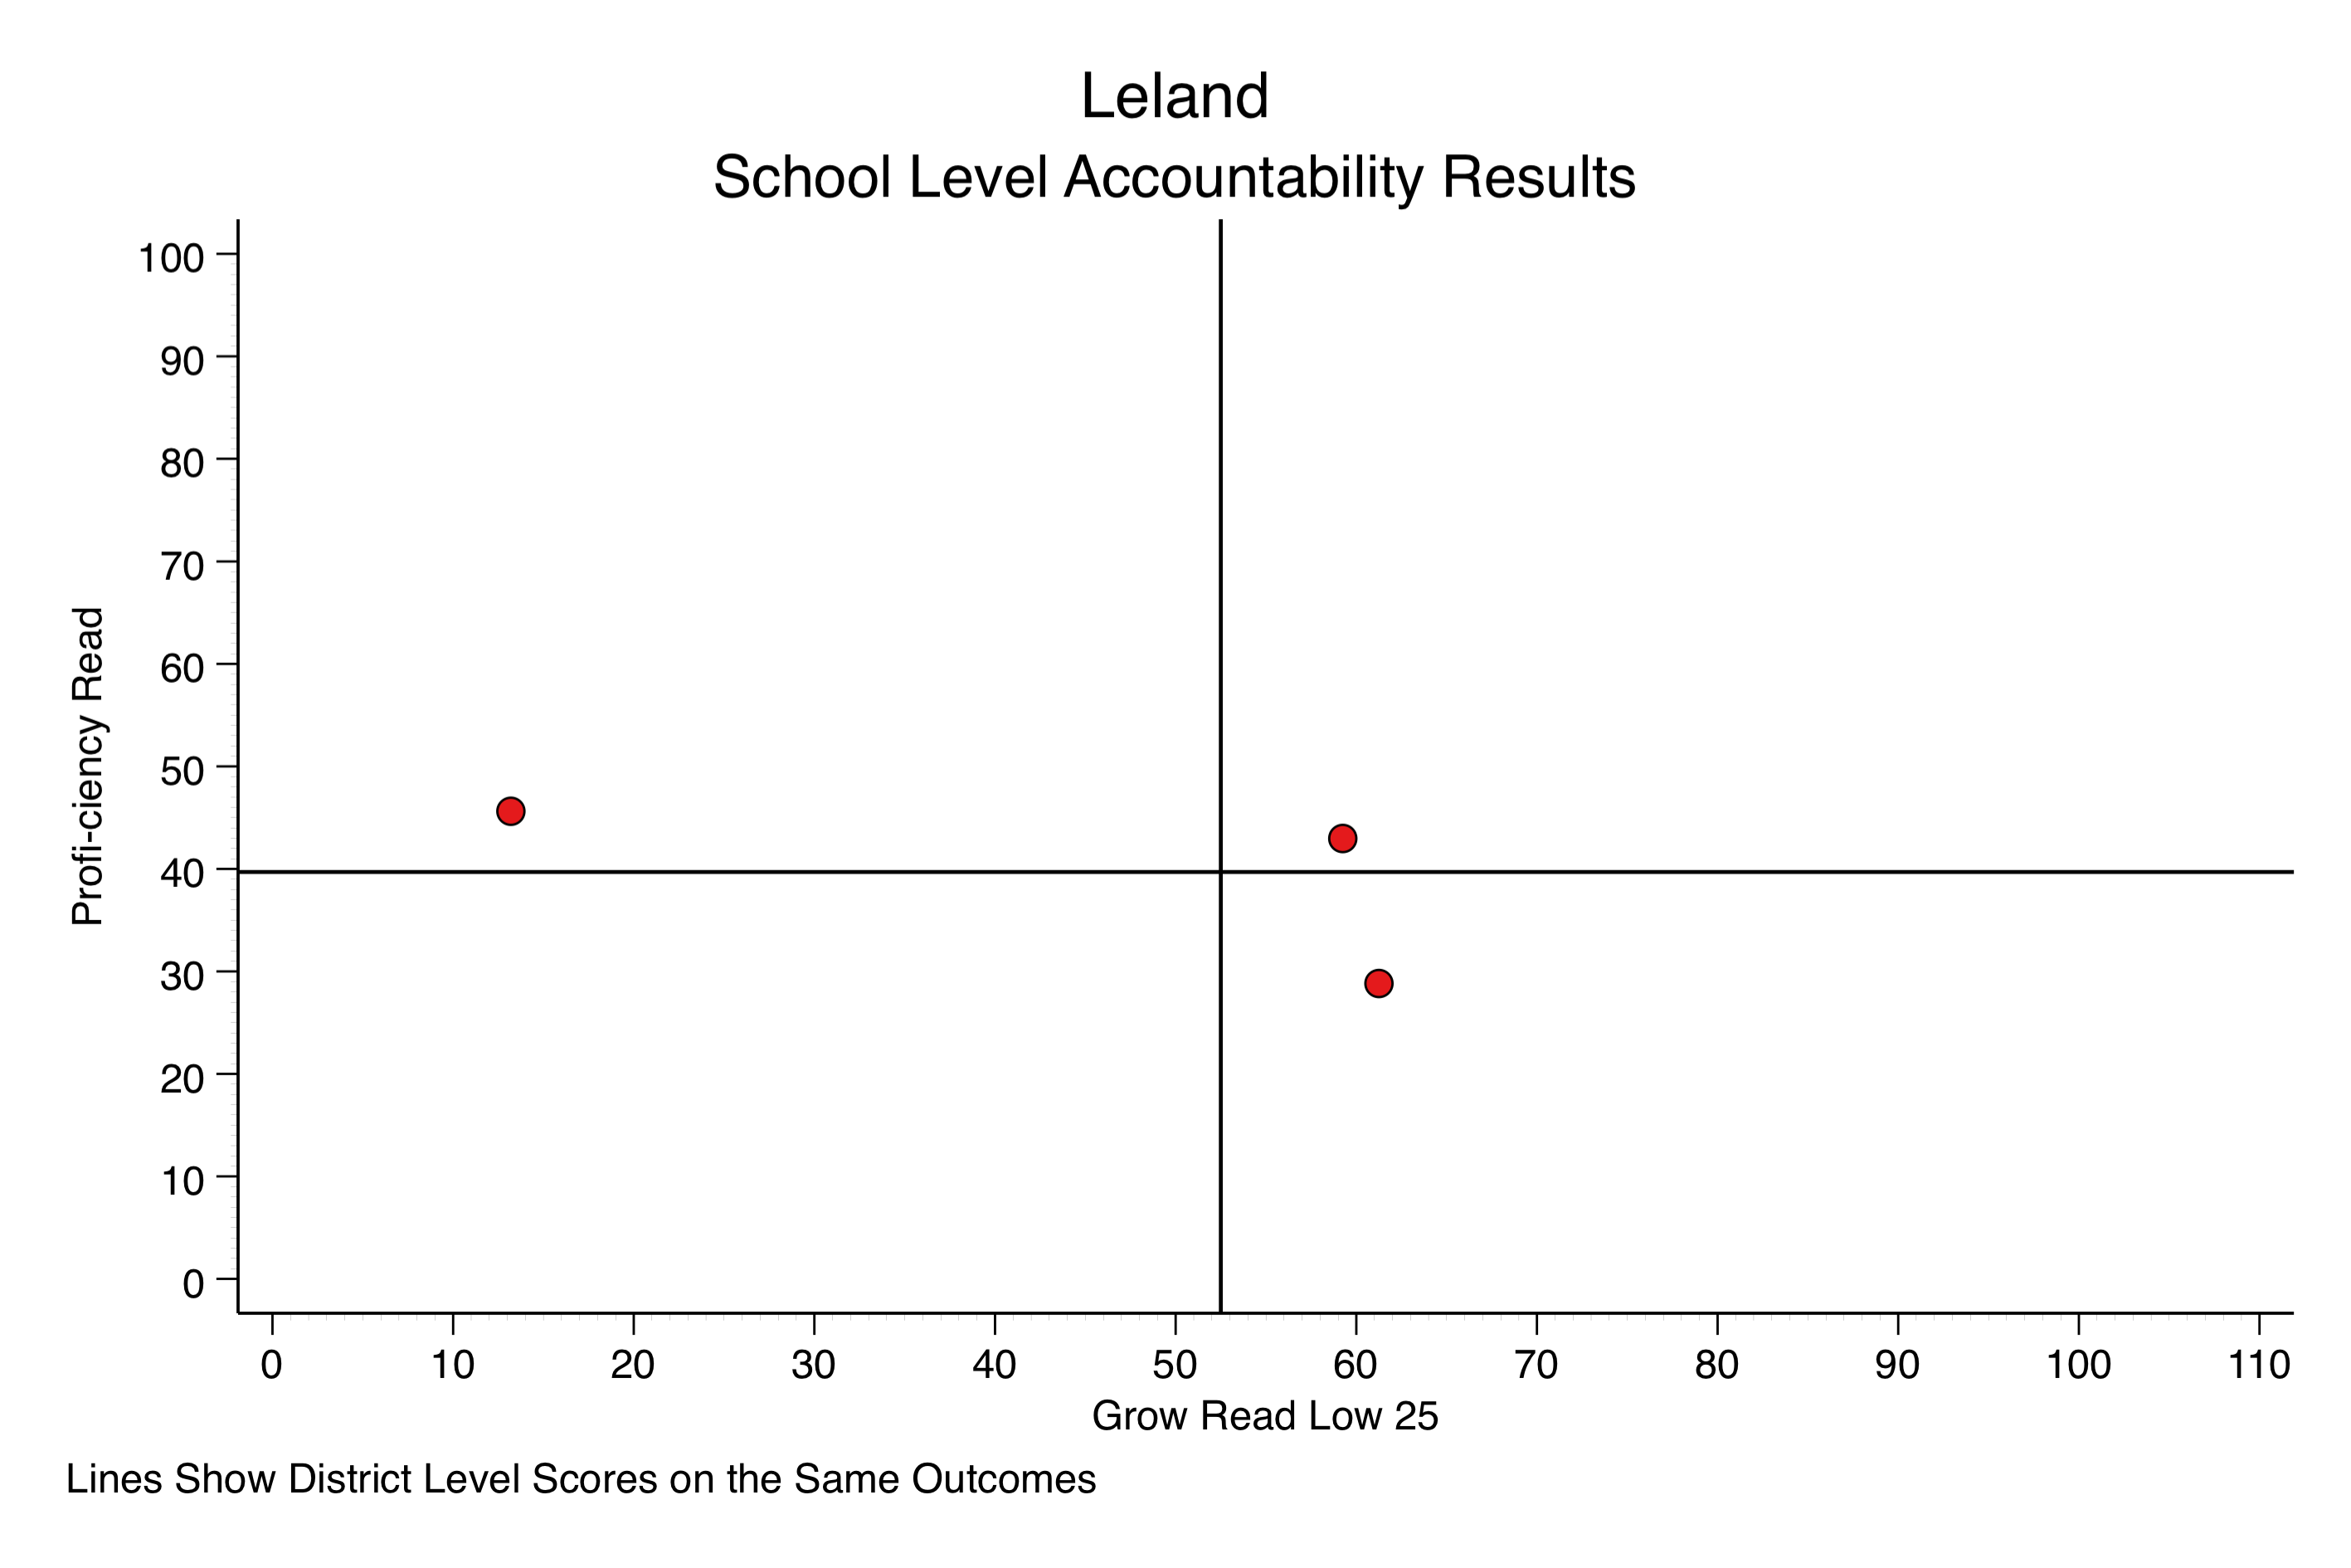 Leland
School Level Accountability Results
100
90
80
70
60
50
40
30
20
10
0
Profi-ciency Read
0 10 20 30 40 50 60 70 80 90 100 110
Grow Read Low 25
Lines Show District Level Scores on the Same Outcomes